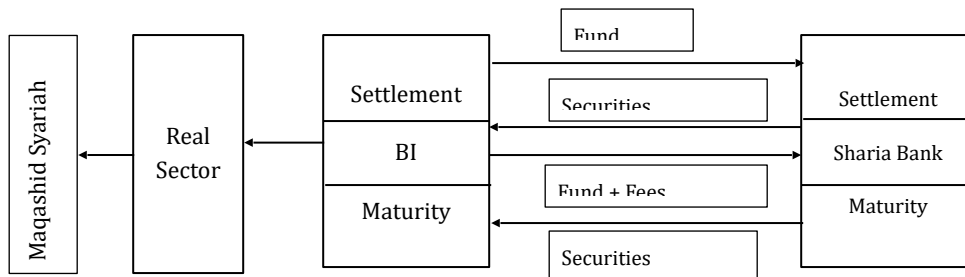 Maqashid Syariah
Real
Sector
Settlement
BI
Maturity
Fund
Securities
Fund + Fees
Securities
Settlement
Sharia Bank
Maturity